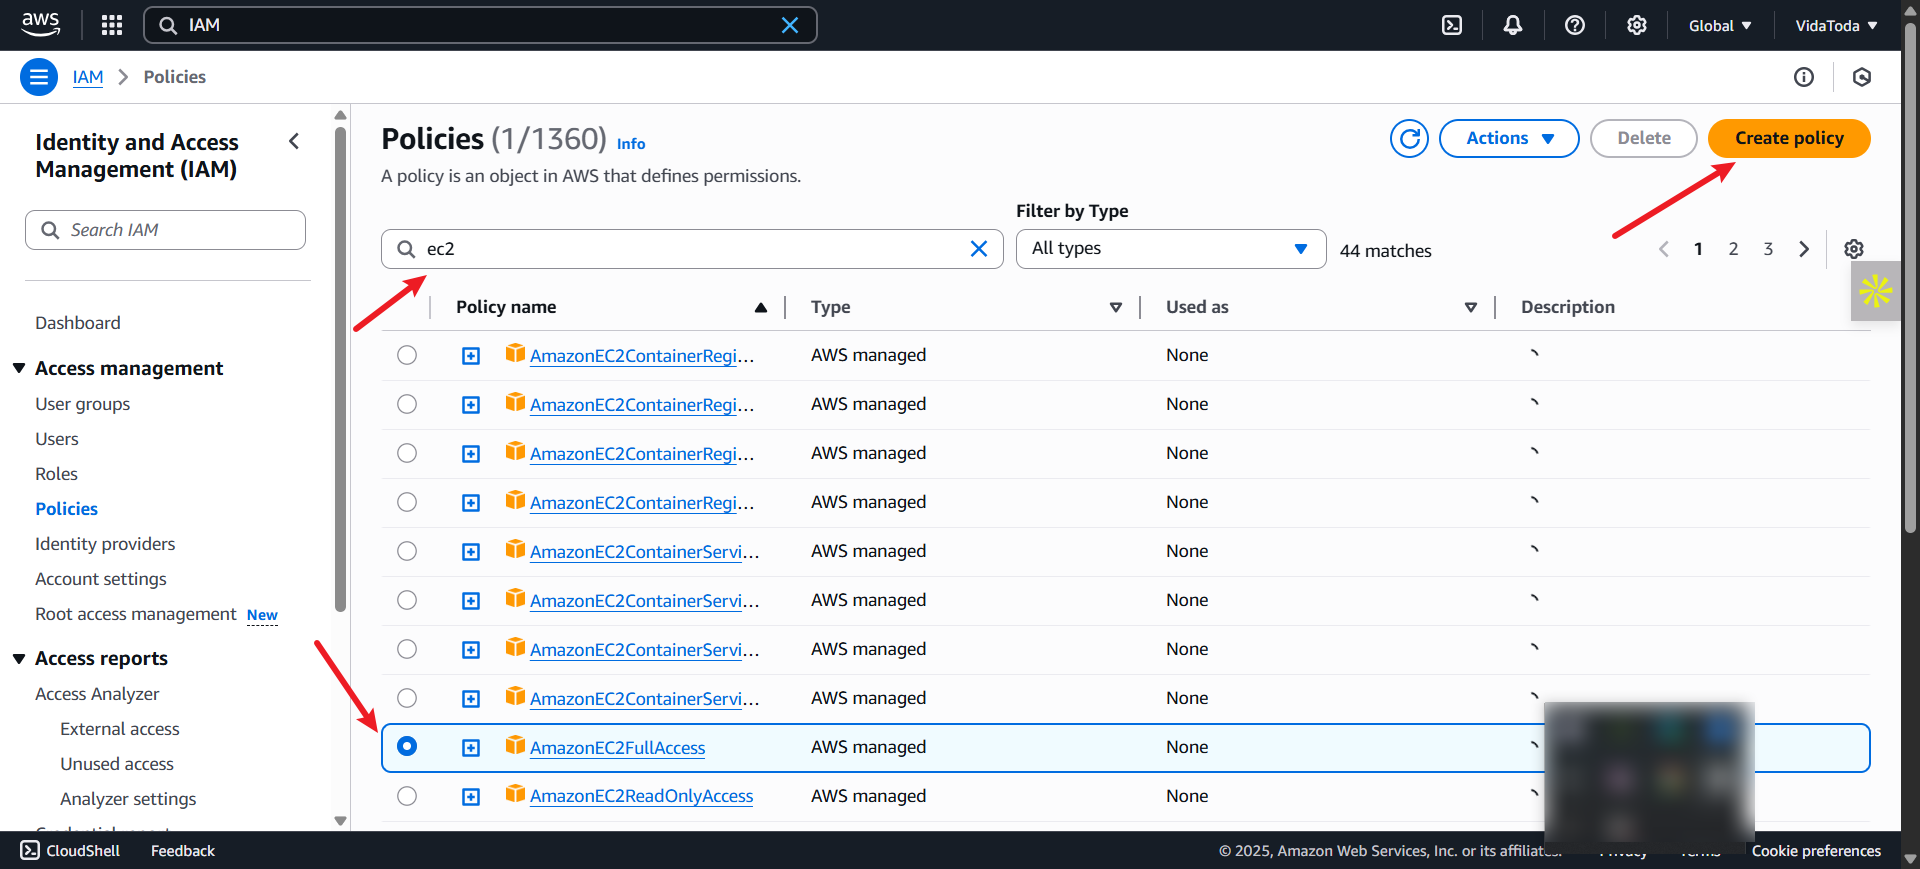 aws
IAM
Global
VidaToda
IAM
Policies
Identity and Access
Management (IAM)
Search IAM
Dashboard
Access management
User groups
Users
Roles
Policies
Identity providers
Account settings
Root access management New
Access reports
Access Analyzer
External access
Unused access
Analyzer settings
Policies (1/1360) Info
A policy is an object in AWS that defines permissions.
Actions
Delete
Create policy
Filter by Type
ec2
All types
44 matches
1 2 3
Policy name Type Used as Description
AmazonEC2ContainerRegi... AWS managed None
AmazonEC2ContainerRegi... AWS managed None
AmazonEC2ContainerRegi... AWS managed None
AmazonEC2ContainerRegi... AWS managed None
AmazonEC2ContainerServi... AWS managed None
AmazonEC2ContainerServi... AWS managed None
AmazonEC2ContainerServi... AWS managed None
AmazonEC2ContainerServi... AWS managed None
AmazonEC2FullAccess AWS managed None
AmazonEC2ReadOnlyAccess AWS managed None
CloudShell Feedback © 2025, Amazon Web Services, Inc. or its affiliates. Privacy Terms Cookie preferences